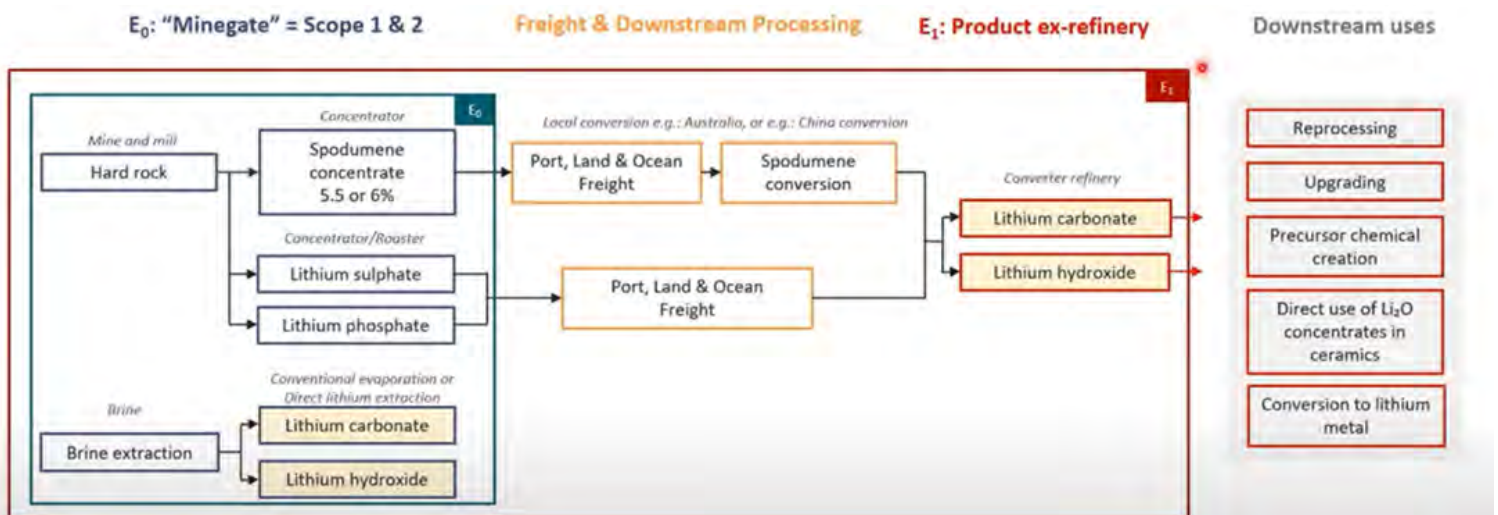 E₀: “Minegate” = Scope 1 & 2
Freight & Downstream Processing
E₁: Product ex-refinery
Downstream uses
E₀
E₁
Mine and mill
Hard rock
Concentrator
Spodumene
concentrate
5.5 or 6%
Concentrator/Roaster
Lithium sulphate
Lithium phosphate
Brine
Brine extraction
Conventional evaporation or
Direct lithium extraction
Lithium carbonate
Lithium hydroxide
Local conversion e.g.: Australia, or e.g.: China conversion
Port, Land & Ocean
Freight
Spodumene
conversion
Port, Land & Ocean
Freight
Converter refinery
Lithium carbonate
Lithium hydroxide
Reprocessing
Upgrading
Precursor chemical
creation
Direct use of Li₂O
concentrates in
ceramics
Conversion to lithium
metal